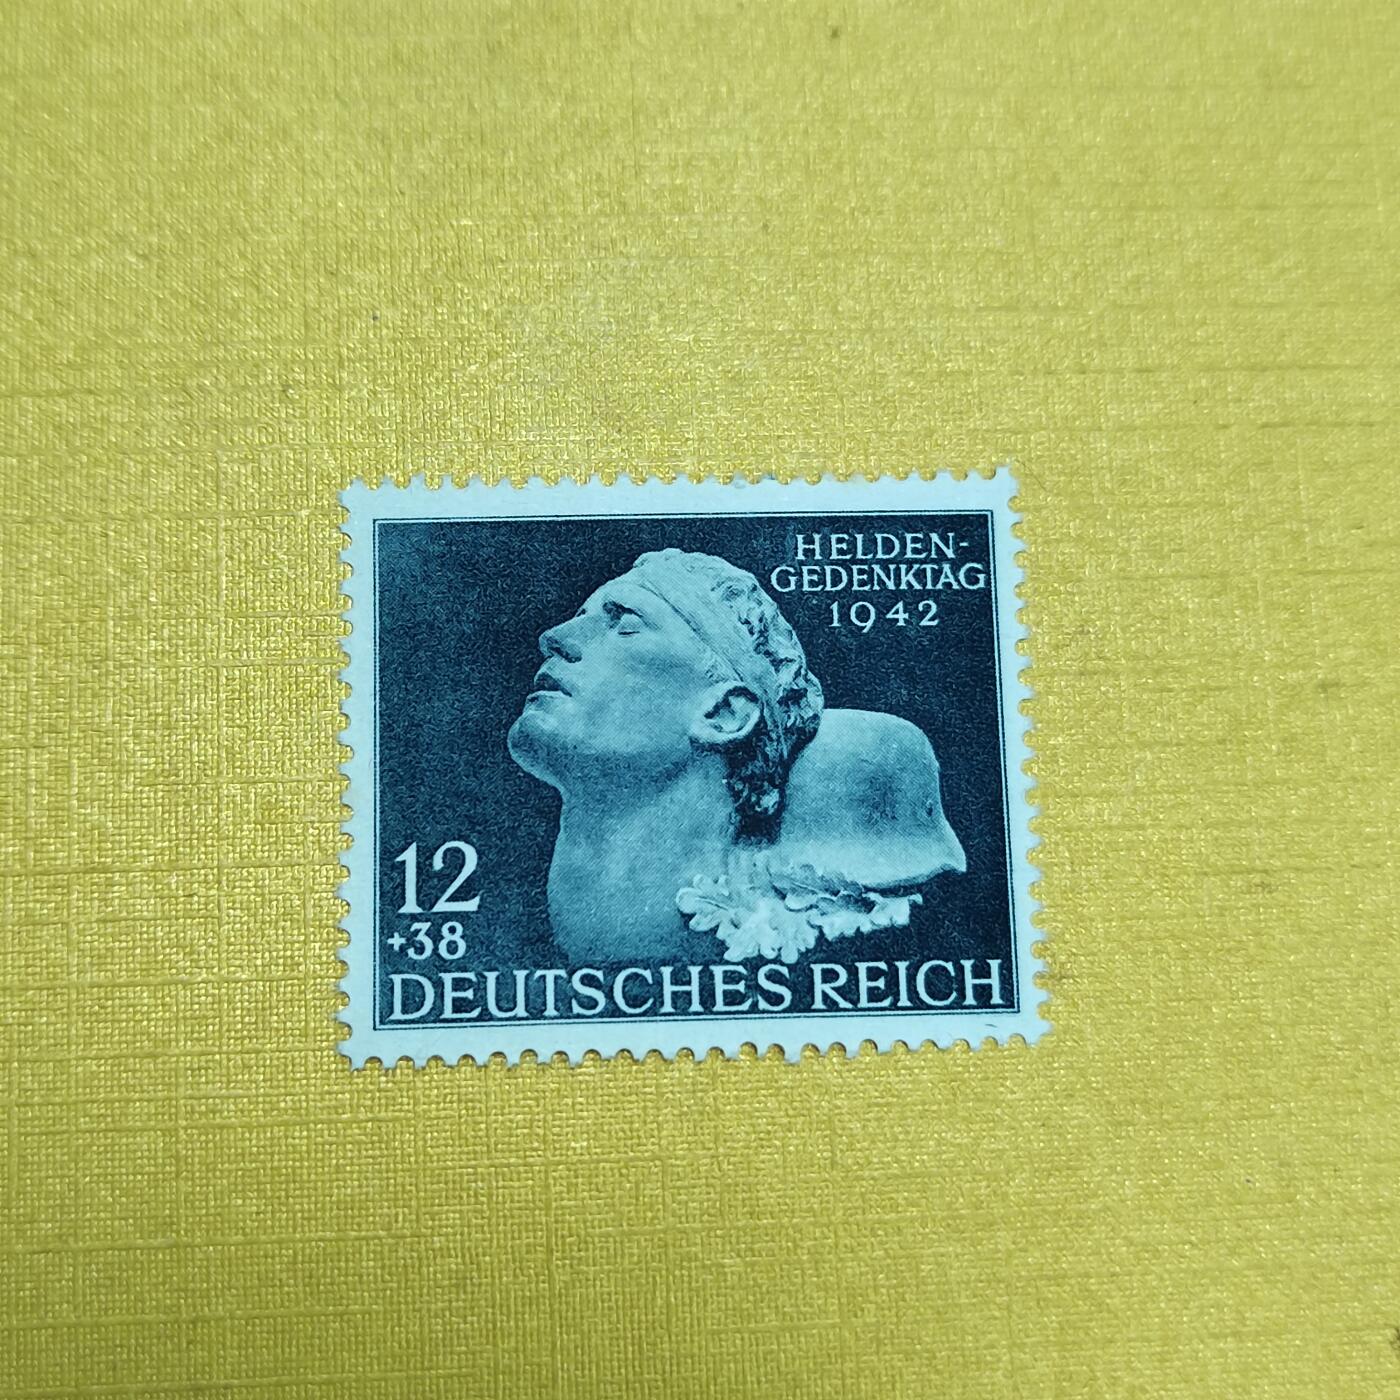 HELDEN-
GEDENKTAG
1942
12
+38
DEUTSCHES REICH